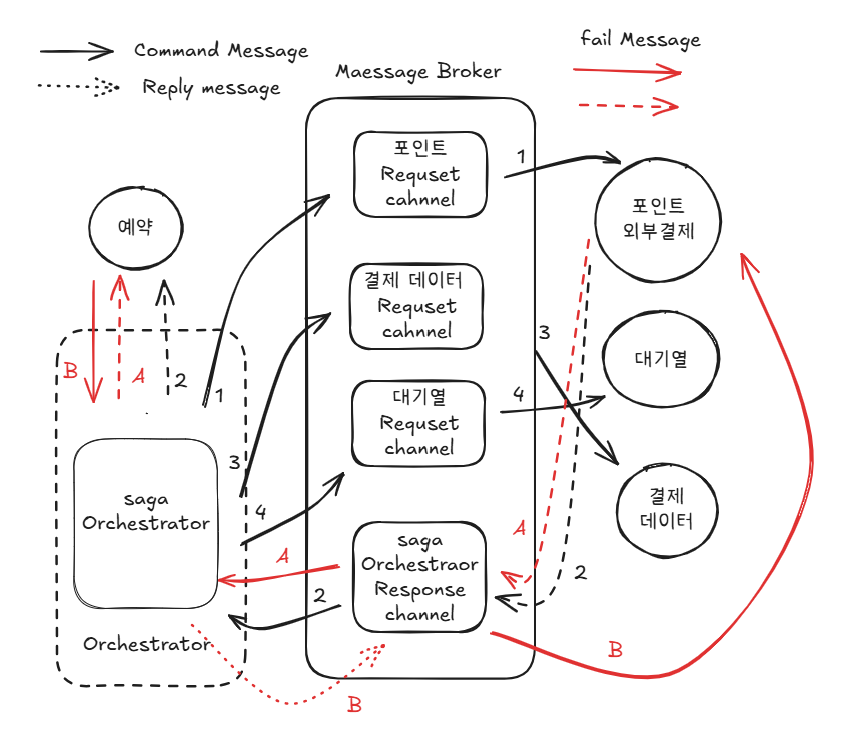 Command Message
Reply message
Maessage Broker
fail Message
포인트
Requset
cahnnel
1
포인트
외부결제
예약
결제 데이터
Requset
cahnnel
3
대기열
B
A
2
1
대기열
Requset
channel
4
3
결제
데이터
saga
Orchestrator
4
A
saga
Orchestraor
Response
channel
A
2
2
Orchestrator
B
B